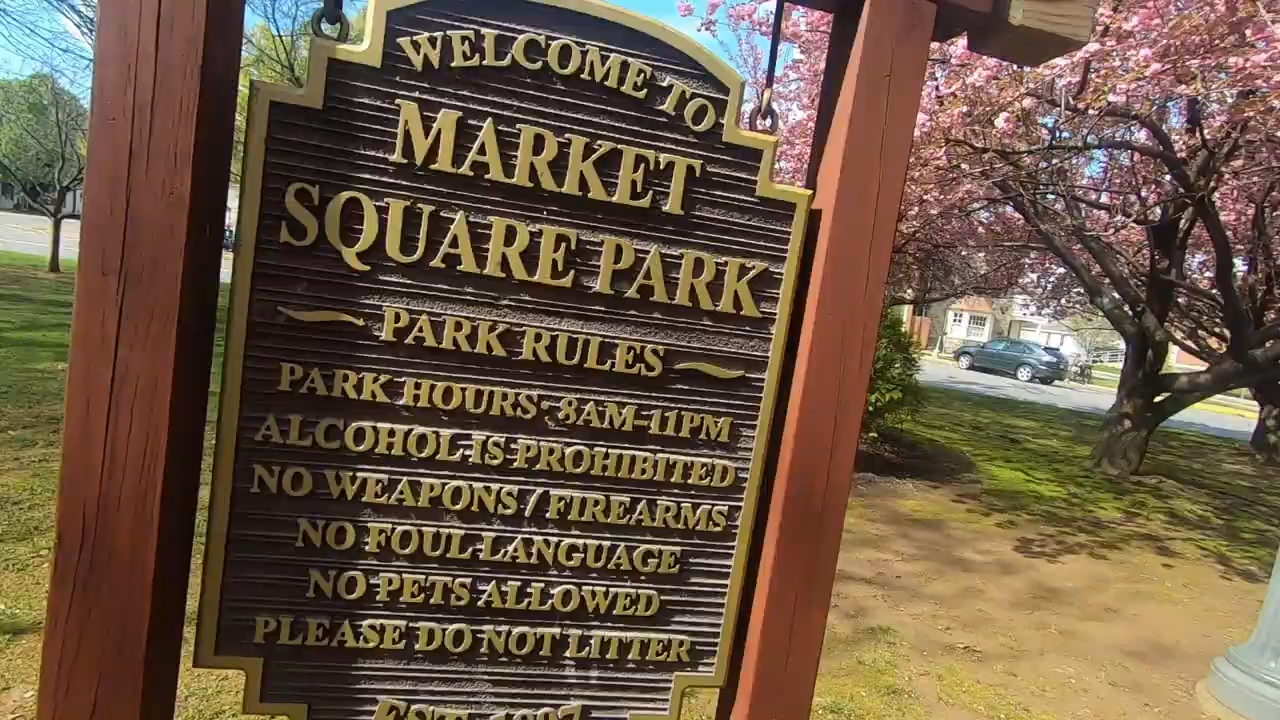 WELCOME TO
MARKET
SQUARE PARK
PARK RULES
PARK HOURS: 8AM-11PM
ALCOHOL IS PROHIBITED
NO WEAPONS / FIREARMS
NO FOUL LANGUAGE
NO PETS ALLOWED
PLEASE DO NOT LITTER
EST.